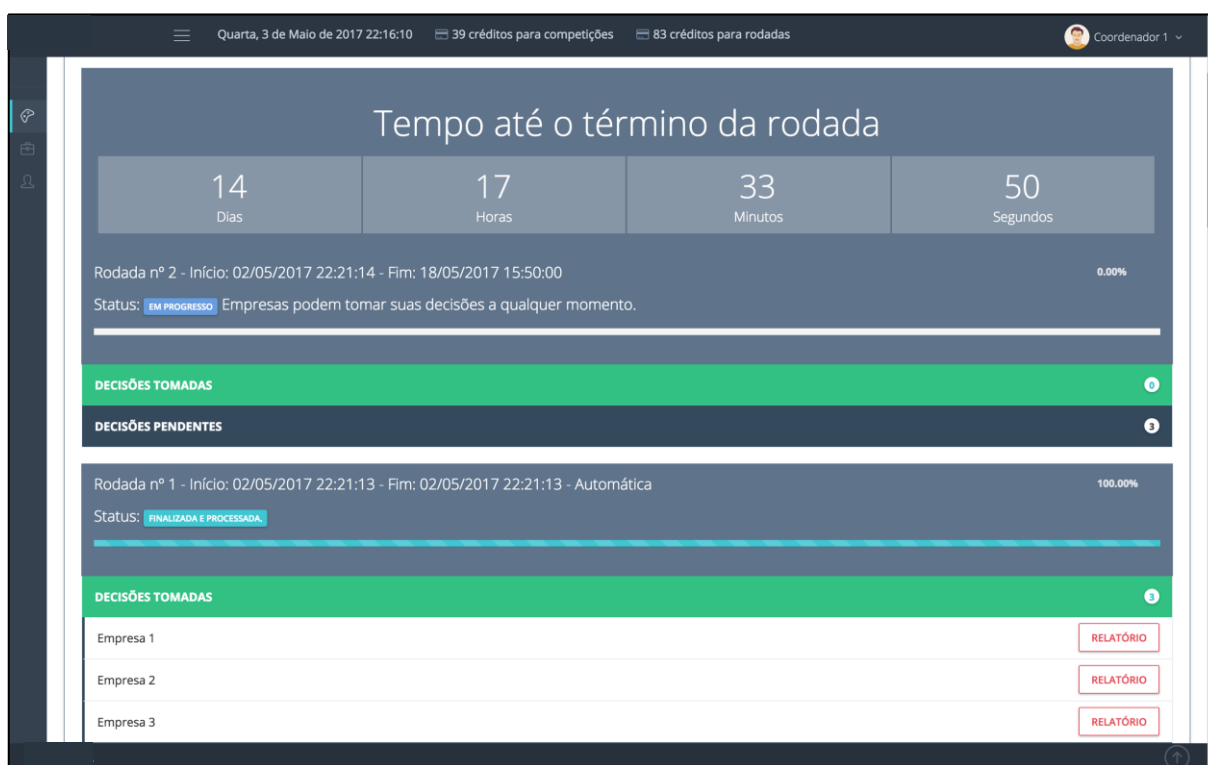 Quarta, 3 de Maio de 2017 22:16:10 39 créditos para competições 83 créditos para rodadas Coordenador 1
Tempo até o término da rodada
14 17 33 50
Dias Horas Minutos Segundos
Rodada nº 2 - Início: 02/05/2017 22:21:14 - Fim: 18/05/2017 15:50:00 0.00%
Status: EM PROGRESSO Empresas podem tomar suas decisões a qualquer momento.
DECISÕES TOMADAS 0
DECISÕES PENDENTES 3
Rodada nº 1 - Início: 02/05/2017 22:21:13 - Fim: 02/05/2017 22:21:13 - Automática 100.00%
Status: FINALIZADA E PROCESSADA.
DECISÕES TOMADAS 3
Empresa 1 RELATÓRIO
Empresa 2 RELATÓRIO
Empresa 3 RELATÓRIO